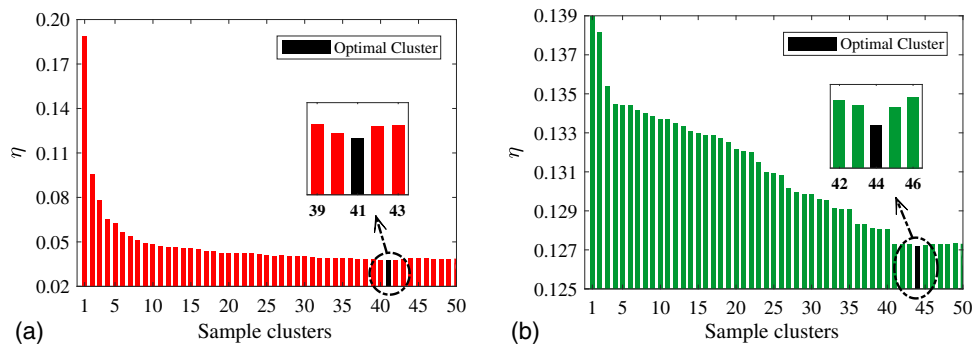 0.20
0.17
0.14
0.11
0.08
0.05
0.02
η
Optimal Cluster
39 41 43
1 5 10 15 20 25 30 35 40 45 50
Sample clusters
(a)
0.139
0.137
0.135
0.133
0.131
0.129
0.127
0.125
η
Optimal Cluster
42 44 46
1 5 10 15 20 25 30 35 40 45 50
Sample clusters
(b)